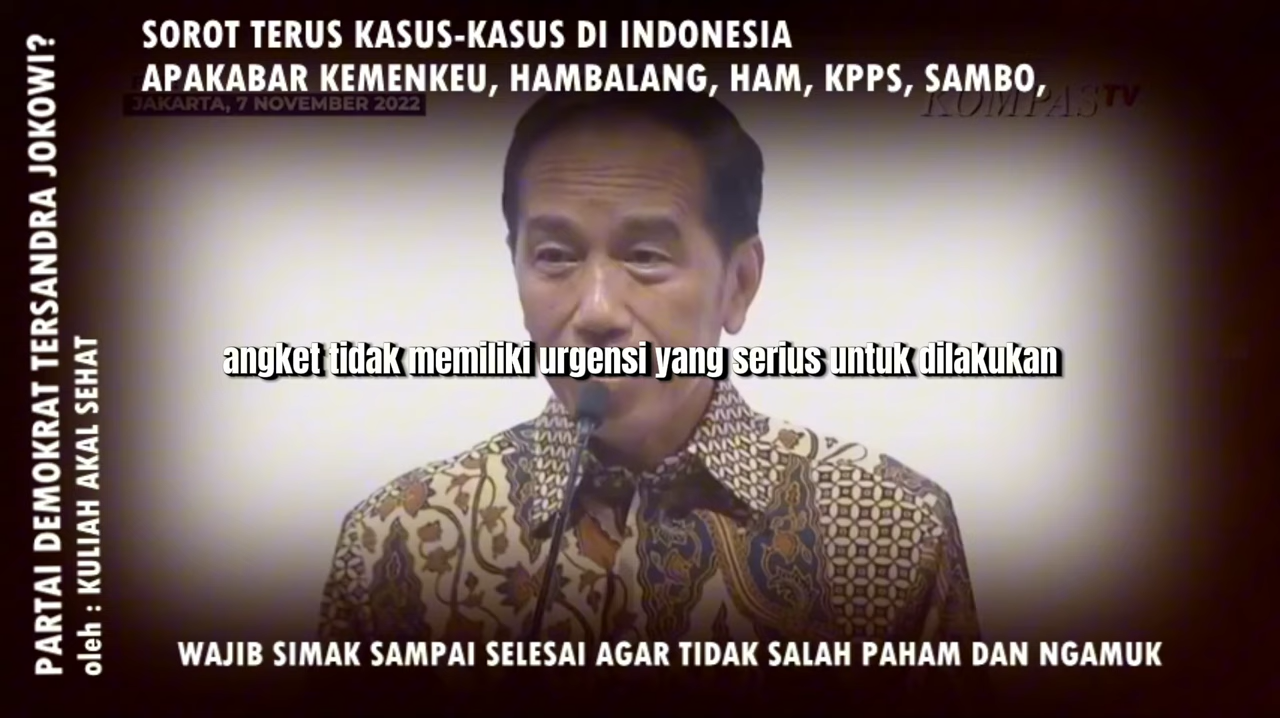 SOROT TERUS KASUS-KASUS DI INDONESIA
APAKABAR KEMENKEU, HAMBALANG, HAM, KPPS, SAMBO,
JAKARTA, 7 NOVEMBER 2022
KOMPASTV
PARTAI DEMOKRAT TERSANDRA JOKOWI?
oleh : KULIAH AKAL SEHAT
angket tidak memiliki urgensi yang serius untuk dilakukan
WAJIB SIMAK SAMPAI SELESAI AGAR TIDAK SALAH PAHAM DAN NGAMUK